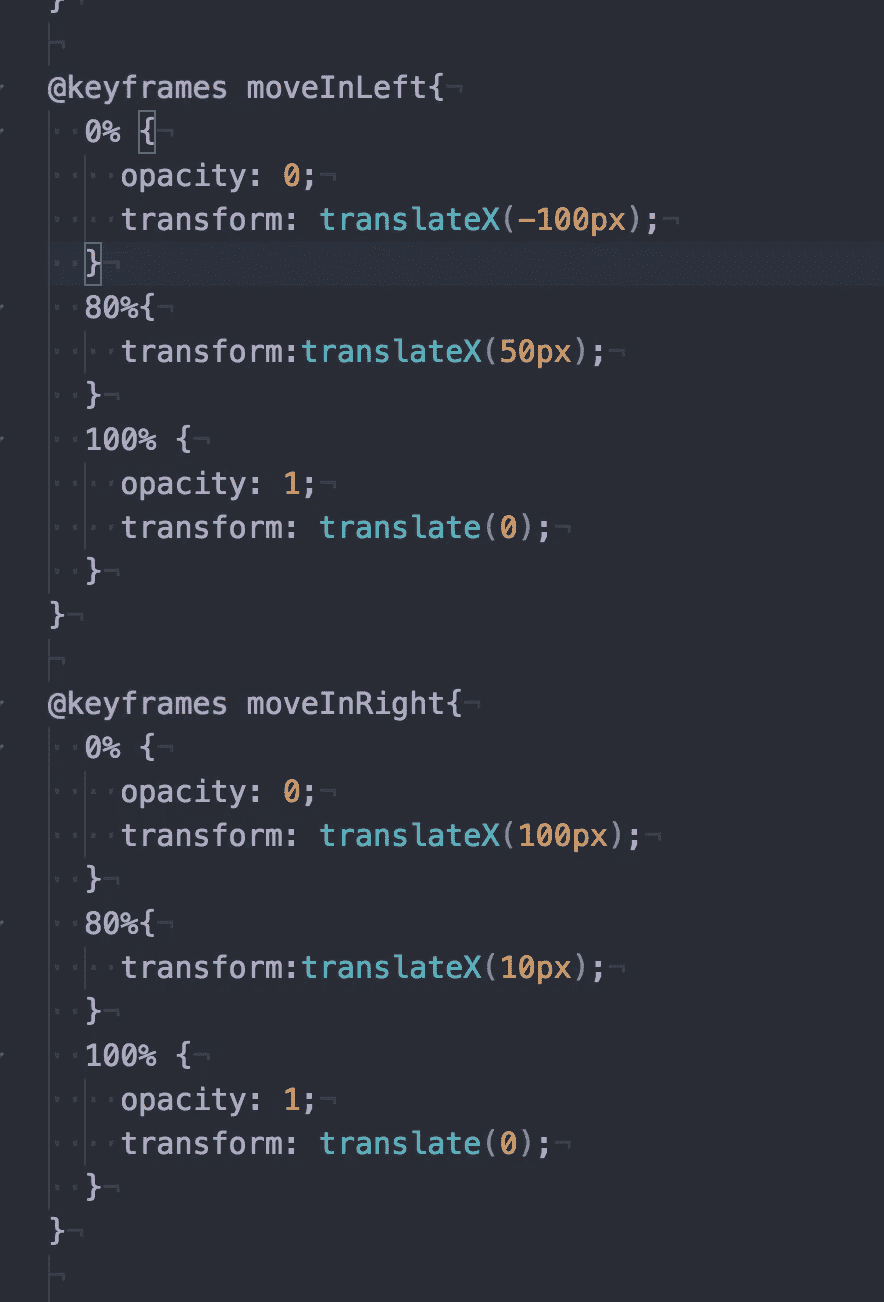 }
@keyframes moveInLeft{
  0% {
    opacity: 0;
    transform: translateX(-100px);
  }
  80%{
    transform:translateX(50px);
  }
  100% {
    opacity: 1;
    transform: translate(0);
  }
}

@keyframes moveInRight{
  0% {
    opacity: 0;
    transform: translateX(100px);
  }
  80%{
    transform:translateX(10px);
  }
  100% {
    opacity: 1;
    transform: translate(0);
  }
}